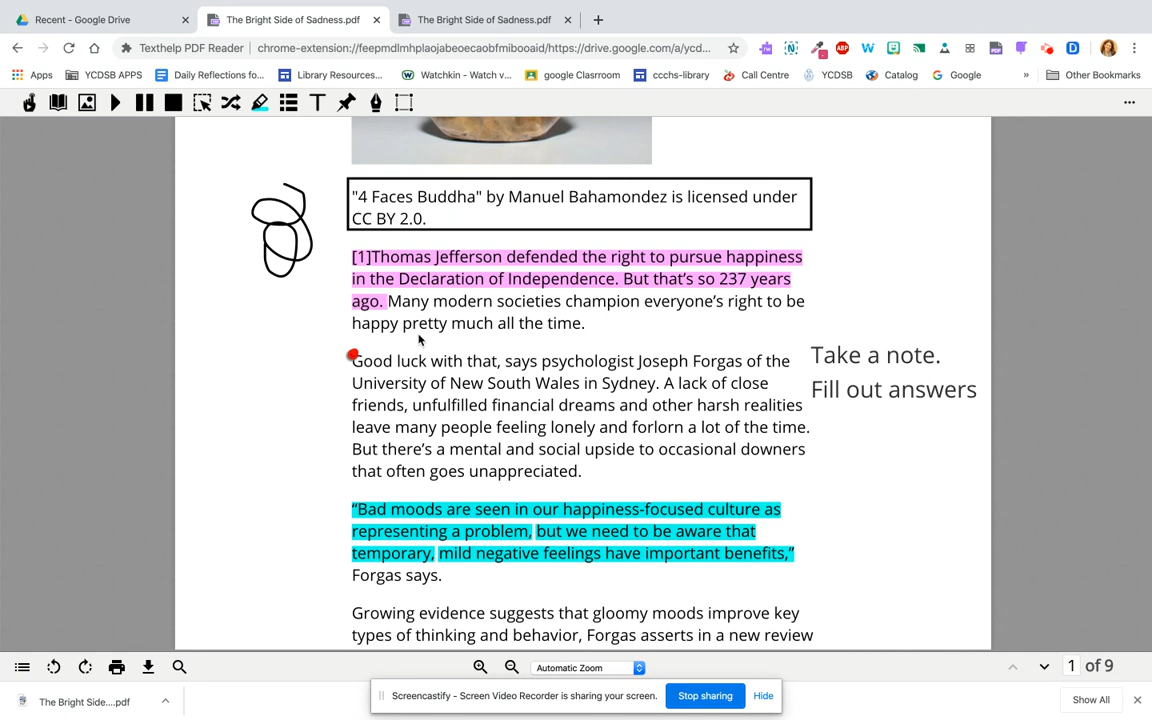 Recent - Google Drive
The Bright Side of Sadness.pdf
The Bright Side of Sadness.pdf
Texthelp PDF Reader
chrome-extension://feepmdlmhplaojabeoecaobfmibooaid/https://drive.google.com/a/ycd...
ABP
Apps
YCDSB APPS
Daily Reflections fo...
Library Resources...
Watchkin - Watch v...
google Clasrroom
ccchs-library
Call Centre
YCDSB
Catalog
Google
»
Other Bookmarks
"4 Faces Buddha" by Manuel Bahamondez is licensed under
CC BY 2.0.
[1]Thomas Jefferson defended the right to pursue happiness
in the Declaration of Independence. But that's so 237 years
ago. Many modern societies champion everyone's right to be
happy pretty much all the time.
Good luck with that, says psychologist Joseph Forgas of the
University of New South Wales in Sydney. A lack of close
friends, unfulfilled financial dreams and other harsh realities
leave many people feeling lonely and forlorn a lot of the time.
But there's a mental and social upside to occasional downers
that often goes unappreciated.
Take a note.
Fill out answers
“Bad moods are seen in our happiness-focused culture as
representing a problem, but we need to be aware that
temporary, mild negative feelings have important benefits,”
Forgas says.
Growing evidence suggests that gloomy moods improve key
types of thinking and behavior, Forgas asserts in a new review
Automatic Zoom
1 of 9
The Bright Side....pdf
Screencastify - Screen Video Recorder is sharing your screen.
Stop sharing
Hide
Show All